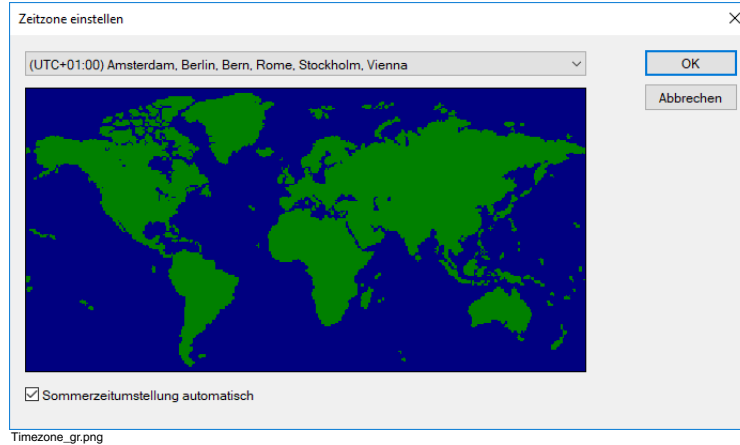 Zeitzone einstellen
(UTC+01:00) Amsterdam, Berlin, Bern, Rome, Stockholm, Vienna
OK
Abbrechen
Sommerzeitumstellung automatisch
Timezone_gr.png